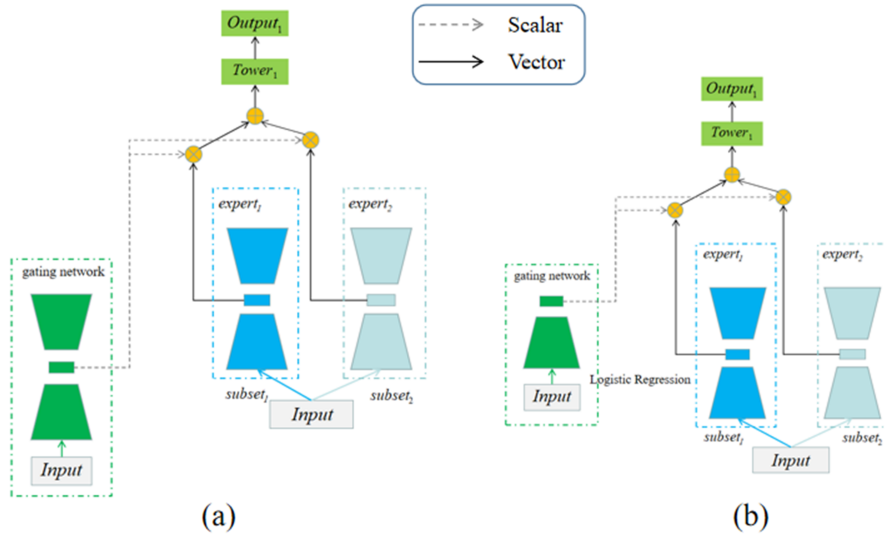 Scalar
Vector
Output1
Tower1
expert1
expert2
gating network
subset1
subset2
Input
Input
(a)
Output1
Tower1
expert1
expert2
gating network
Input
Logistic Regression
subset1
subset2
Input
(b)